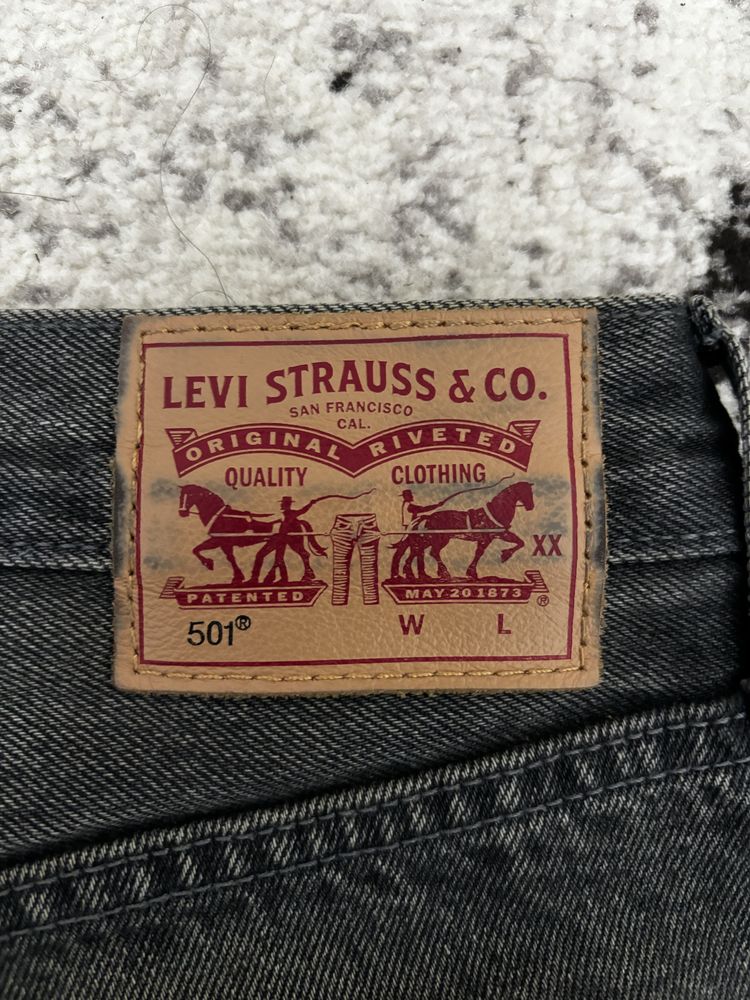 LEVI STRAUSS & CO.
SAN FRANCISCO
CAL.
ORIGINAL RIVETED
QUALITY CLOTHING
XX
PATENTED MAY 20 1873 ®
501® W L